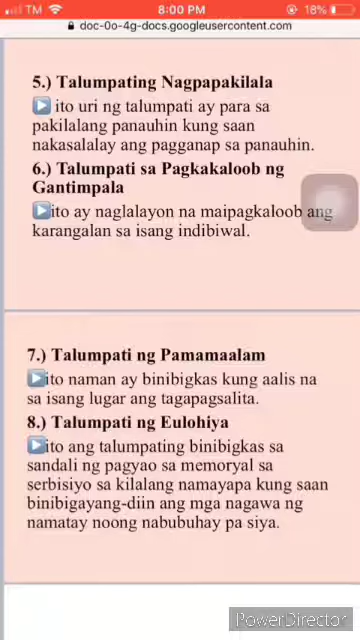 TM 8:00 PM 18%
doc-0o-4g-docs.googleusercontent.com
5.) Talumpating Nagpapakilala
ito uri ng talumpati ay para sa
pakilalang panauhin kung saan
nakasalalay ang pagganap sa panauhin.
6.) Talumpati sa Pagkakaloob ng
Gantimpala
ito ay naglalayon na maipagkaloob ang
karangalan sa isang indibiwal.
7.) Talumpati ng Pamamaalam
ito naman ay binibigkas kung aalis na
sa isang lugar ang tagapagsalita.
8.) Talumpati ng Eulohiya
ito ang talumpating binibigkas sa
sandali ng pagyao sa memoryal sa
serbisiyo sa kilalang namayapa kung saan
binibigayang-diin ang mga nagawa ng
namatay noong nabubuhay pa siya.
PowerDirector